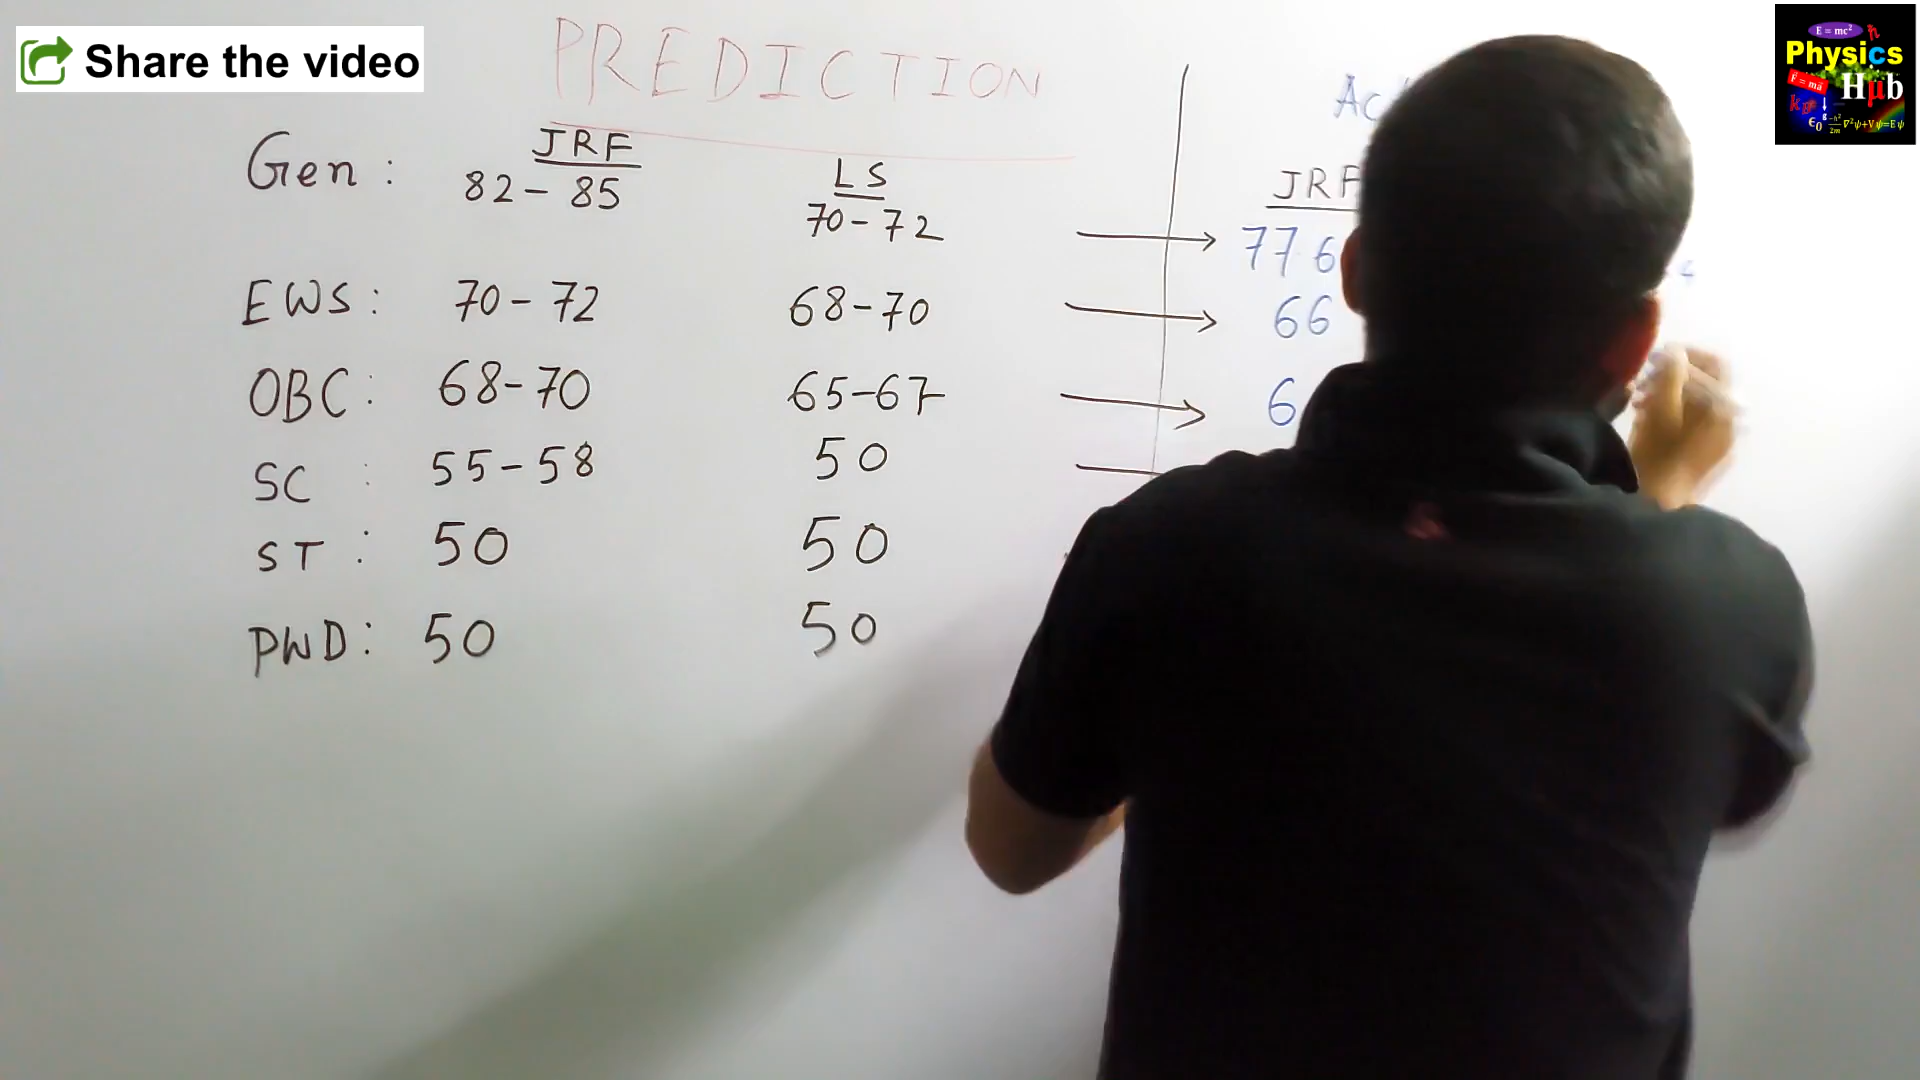 Share the video
PREDICTION
JRF
LS
Gen : 82-85 70-72
EWS : 70-72 68-70
OBC : 68-70 65-67
SC : 55-58 50
ST : 50 50
PWD : 50 50
JRF
77 6
66
6
E = mc²
Physics
Hub
F = ma